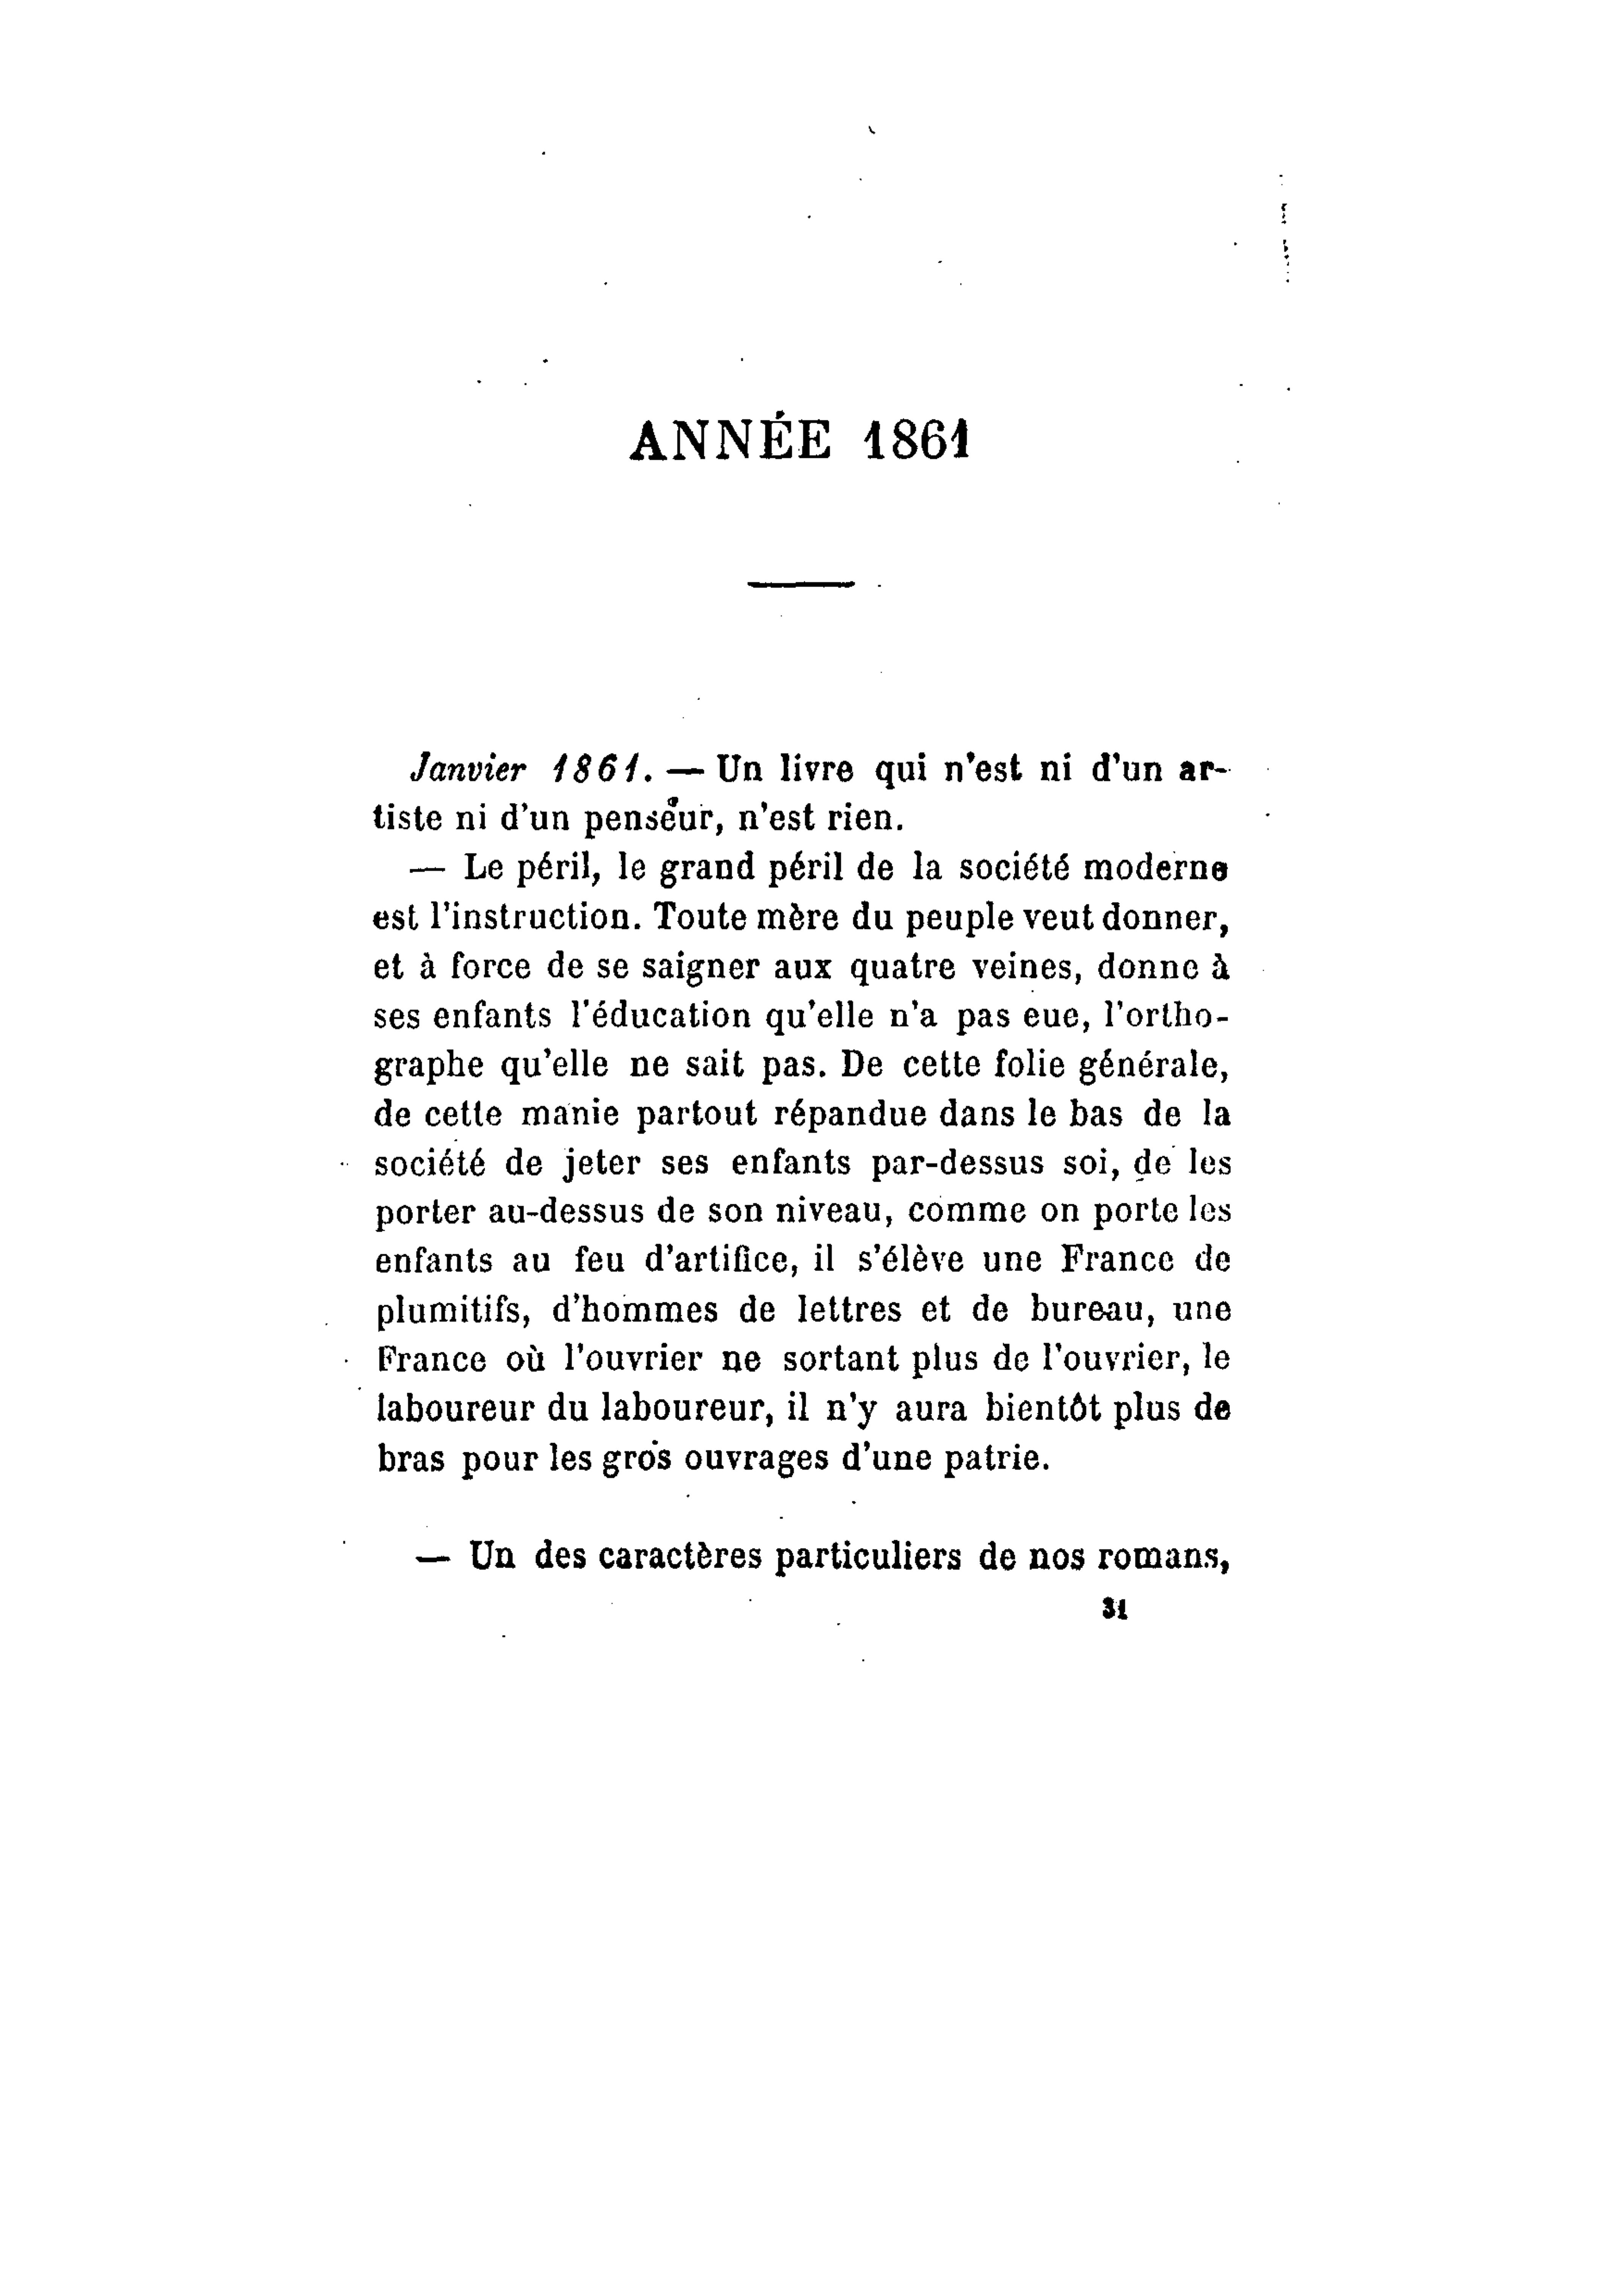 ANNÉE 1861
Janvier 1861. — Un livre qui n'est ni d'un ar-
tiste ni d'un penseur, n'est rien.
— Le péril, le grand péril de la société moderne
est l'instruction. Toute mère du peuple veut donner,
et à force de se saigner aux quatre veines, donne à
ses enfants l'éducation qu'elle n'a pas eue, l'ortho-
graphe qu'elle ne sait pas. De cette folie générale,
de cette manie partout répandue dans le bas de la
société de jeter ses enfants par-dessus soi, de les
porter au-dessus de son niveau, comme on porte les
enfants au feu d'artifice, il s'élève une France de
plumitifs, d'hommes de lettres et de bureau, une
France où l'ouvrier ne sortant plus de l'ouvrier, le
laboureur du laboureur, il n'y aura bientôt plus de
bras pour les gros ouvrages d'une patrie.
— Un des caractères particuliers de nos romans,
31